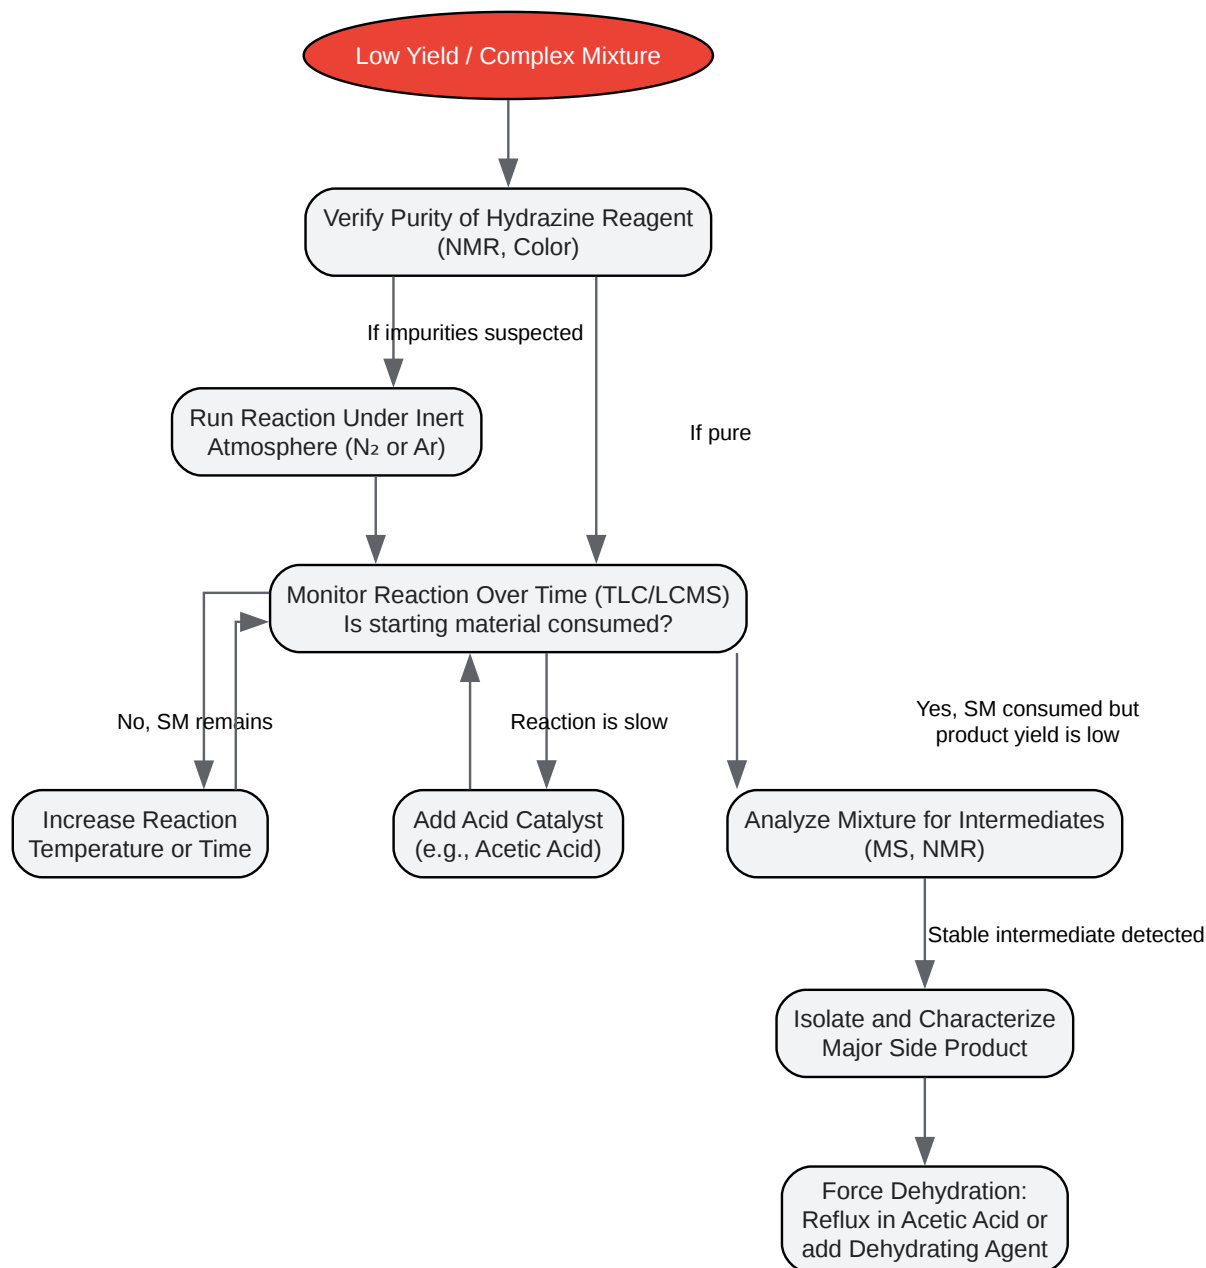 Low Yield / Complex Mixture
Verify Purity of Hydrazine Reagent
(NMR, Color)
If impurities suspected
Run Reaction Under Inert
Atmosphere (N₂ or Ar)
If pure
Monitor Reaction Over Time (TLC/LCMS)
Is starting material consumed?
No, SM remains
Reaction is slow
Yes, SM consumed but
product yield is low
Increase Reaction
Temperature or Time
Add Acid Catalyst
(e.g., Acetic Acid)
Analyze Mixture for Intermediates
(MS, NMR)
Stable intermediate detected
Isolate and Characterize
Major Side Product
Force Dehydration:
Reflux in Acetic Acid or
add Dehydrating Agent